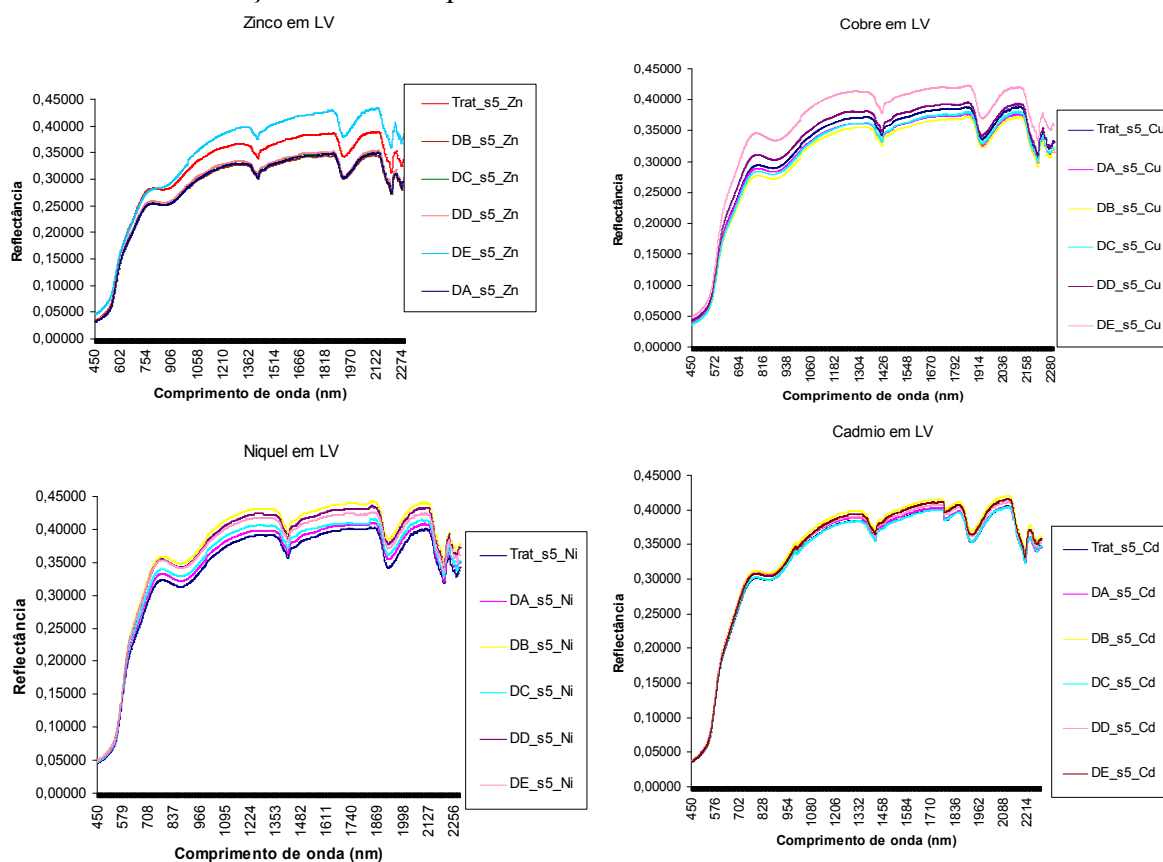 Zinco em LV
0,45000
0,40000
0,35000
0,30000
0,25000
0,20000
0,15000
0,10000
0,05000
0,00000
Reflectância
450
602
754
906
1058
1210
1362
1514
1666
1818
1970
2122
2274
Comprimento de onda (nm)
Trat_s5_Zn
DB_s5_Zn
DC_s5_Zn
DD_s5_Zn
DE_s5_Zn
DA_s5_Zn
Cobre em LV
0,45000
0,40000
0,35000
0,30000
0,25000
0,20000
0,15000
0,10000
0,05000
0,00000
Reflectância
450
572
694
816
938
1060
1182
1304
1426
1548
1670
1792
1914
2036
2158
2280
Comprimento de onda (nm)
Trat_s5_Cu
DA_s5_Cu
DB_s5_Cu
DC_s5_Cu
DD_s5_Cu
DE_s5_Cu
Niquel em LV
0,45000
0,40000
0,35000
0,30000
0,25000
0,20000
0,15000
0,10000
0,05000
0,00000
Reflectância
450
579
708
837
966
1095
1224
1353
1482
1611
1740
1869
1998
2127
2256
Comprimento de onda (nm)
Trat_s5_Ni
DA_s5_Ni
DB_s5_Ni
DC_s5_Ni
DD_s5_Ni
DE_s5_Ni
Cadmio em LV
0,45000
0,40000
0,35000
0,30000
0,25000
0,20000
0,15000
0,10000
0,05000
0,00000
Reflectância
450
576
702
828
954
1080
1206
1332
1458
1584
1710
1836
1962
2088
2214
Comprimento de onda (nm)
Trat_s5_Cd
DA_s5_Cd
DB_s5_Cd
DC_s5_Cd
DD_s5_Cd
DE_s5_Cd